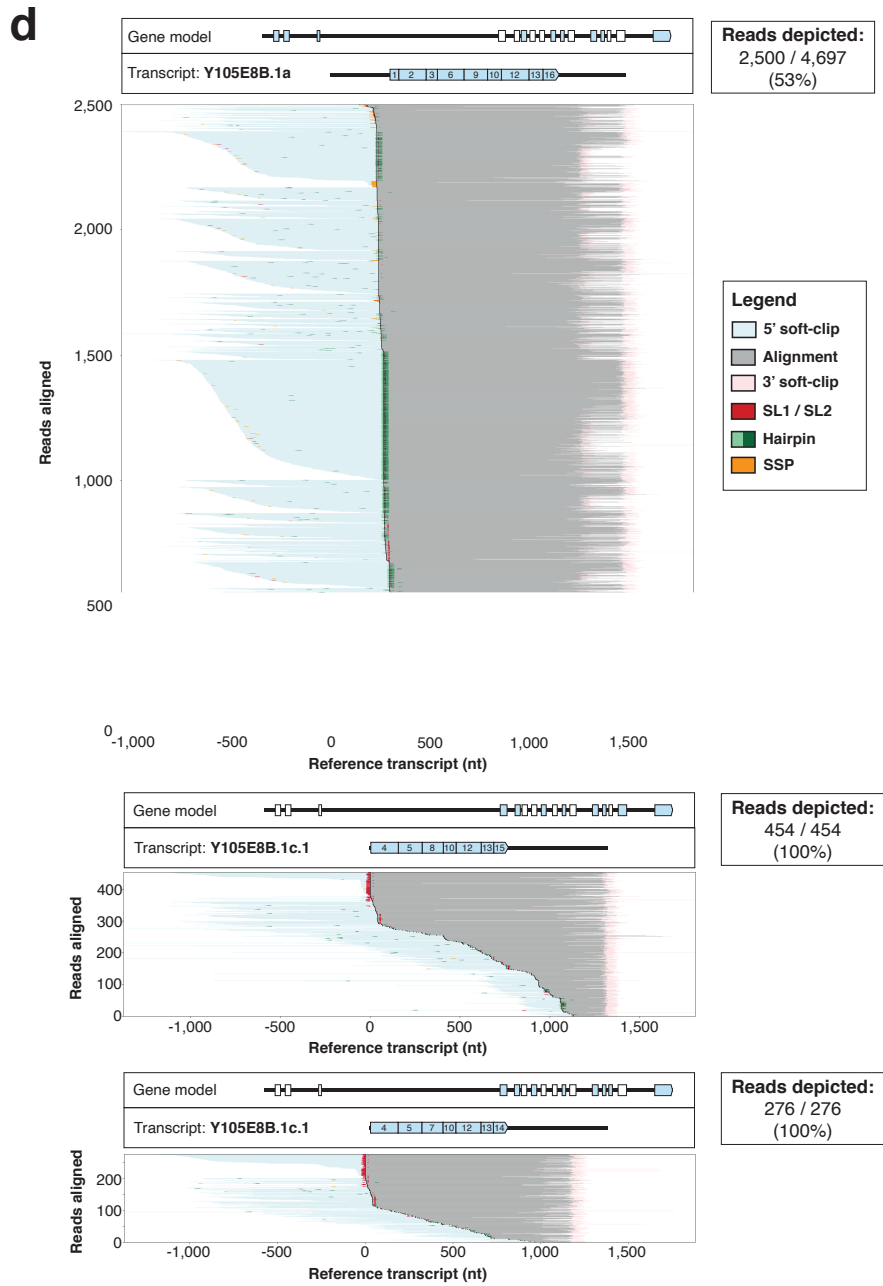 d
Gene model
Transcript: Y105E8B.1a
1 2 3 6 9 10 12 13 16
Reads depicted:
2,500 / 4,697
(53%)
2,500
2,000
1,500
1,000
500
0
Reads aligned
Legend
5' soft-clip
Alignment
3' soft-clip
SL1 / SL2
Hairpin
SSP
-1,000 -500 0 500 1,000 1,500
Reference transcript (nt)
Gene model
Transcript: Y105E8B.1c.1
4 5 8 10 12 13 15
Reads depicted:
454 / 454
(100%)
400
300
200
100
0
Reads aligned
-1,000 -500 0 500 1,000 1,500
Reference transcript (nt)
Gene model
Transcript: Y105E8B.1c.1
4 5 7 10 12 13 14
Reads depicted:
276 / 276
(100%)
200
100
0
Reads aligned
-1,000 -500 0 500 1,000 1,500
Reference transcript (nt)